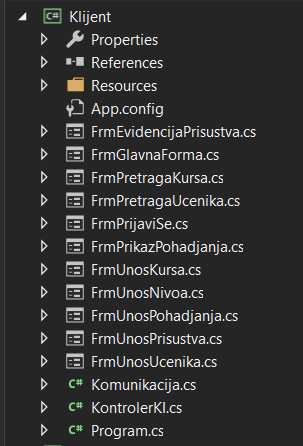 C# Klijent
Properties
References
Resources
App.config
FrmEvidencijaPrisustva.cs
FrmGlavnaForma.cs
FrmPretragaKursa.cs
FrmPretragaUcenika.cs
FrmPrijaviSe.cs
FrmPrikazPohadjanja.cs
FrmUnosKursa.cs
FrmUnosNivoa.cs
FrmUnosPohadjanja.cs
FrmUnosPrisustva.cs
FrmUnosUcenika.cs
C# Komunikacija.cs
C# KontrolerKI.cs
C# Program.cs